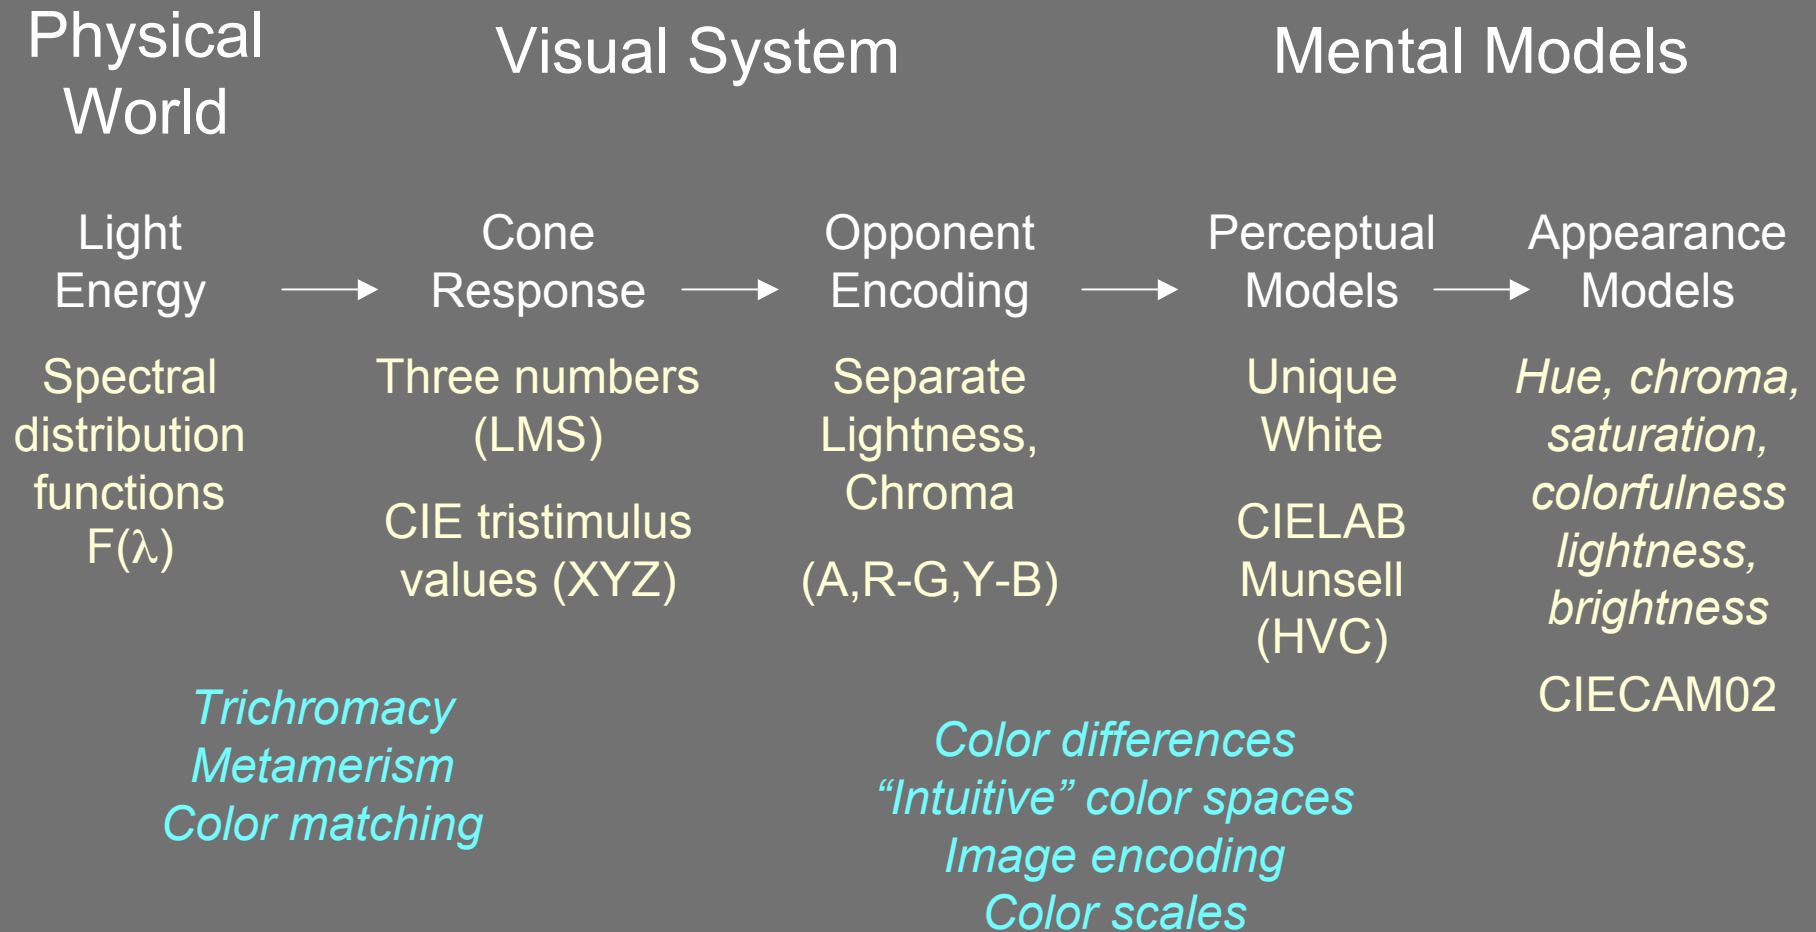 Physical
World
Visual System
Mental Models
Light
Energy
Cone
Response
Opponent
Encoding
Perceptual
Models
Appearance
Models
Spectral
distribution
functions
F(λ)
Three numbers
(LMS)
CIE tristimulus
values (XYZ)
Separate
Lightness,
Chroma
(A,R-G,Y-B)
Unique
White
CIELAB
Munsell
(HVC)
Hue, chroma,
saturation,
colorfulness
lightness,
brightness
CIECAM02
Trichromacy
Metamerism
Color matching
Color differences
“Intuitive” color spaces
Image encoding
Color scales